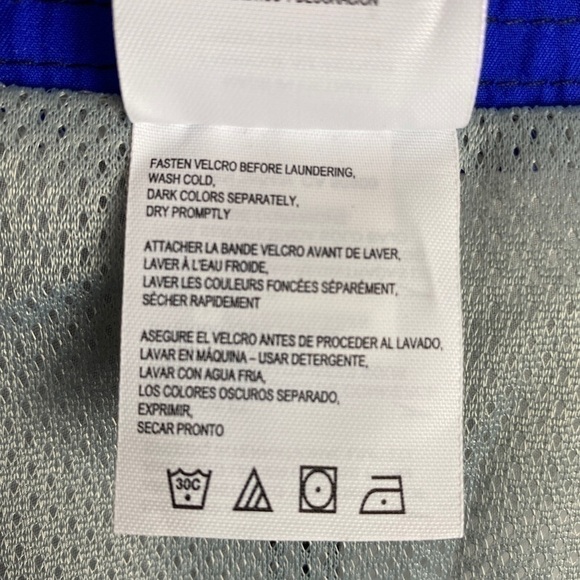 FASTEN VELCRO BEFORE LAUNDERING,
WASH COLD,
DARK COLORS SEPARATELY,
DRY PROMPTLY
ATTACHER LA BANDE VELCRO AVANT DE LAVER,
LAVER À L'EAU FROIDE,
LAVER LES COULEURS FONCÉES SÉPARÉMENT,
SÉCHER RAPIDEMENT
ASEGURE EL VELCRO ANTES DE PROCEDER AL LAVADO,
LAVAR EN MÁQUINA - USAR DETERGENTE,
LAVAR CON AGUA FRIA,
LOS COLORES OSCUROS SEPARADO,
EXPRIMIR,
SECAR PRONTO
30C